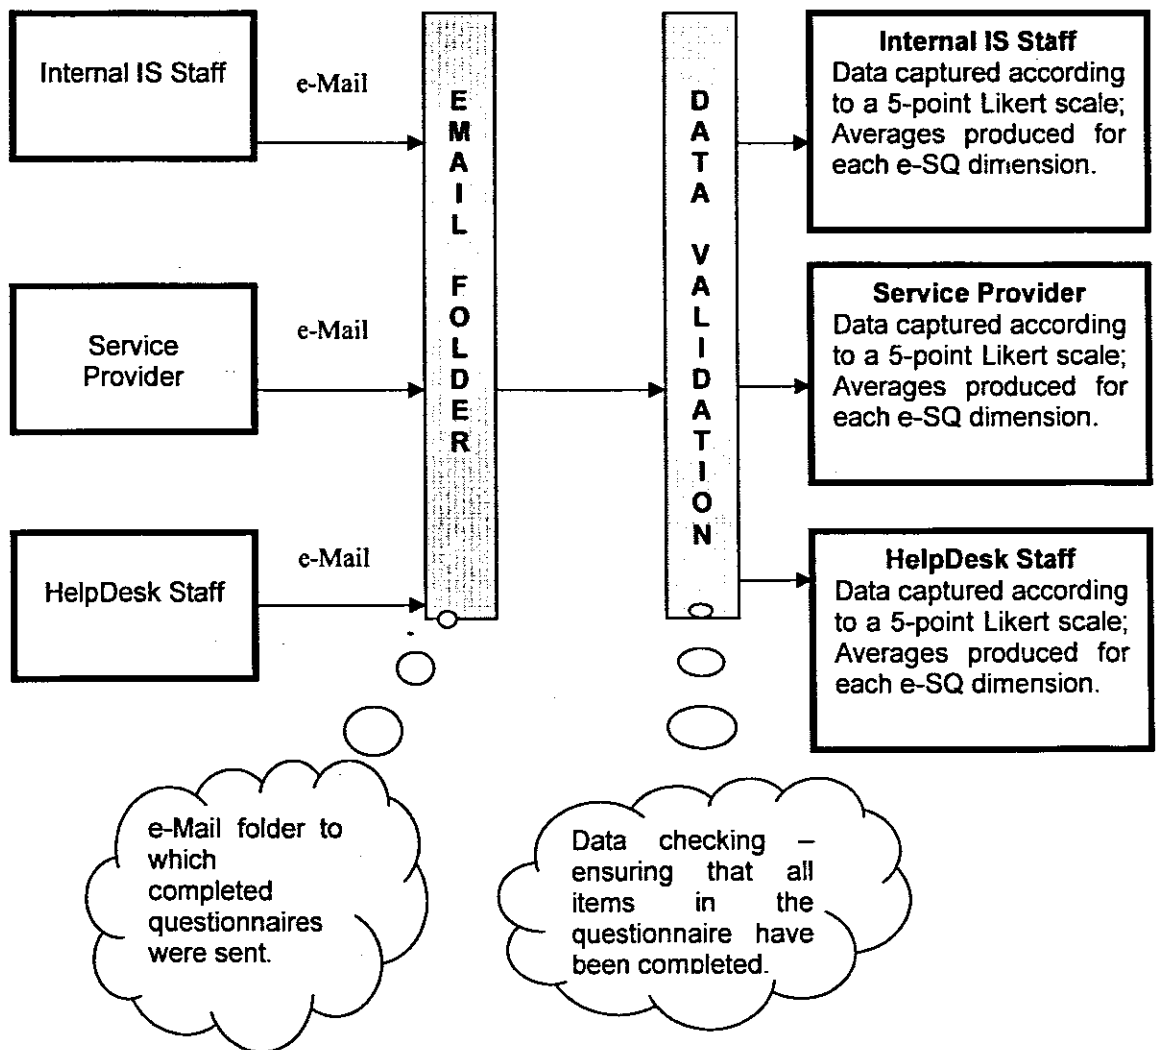 Internal IS Staff
e-Mail
Service
Provider
e-Mail
HelpDesk Staff
e-Mail
EMAIL FOLDER
DATA VALIDATION
Internal IS Staff
Data captured according
to a 5-point Likert scale;
Averages produced for
each e-SQ dimension.
Service Provider
Data captured according
to a 5-point Likert scale;
Averages produced for
each e-SQ dimension.
HelpDesk Staff
Data captured according
to a 5-point Likert scale;
Averages produced for
each e-SQ dimension.
e-Mail folder to
which
completed
questionnaires
were sent.
Data checking –
ensuring that all
items in the
questionnaire have
been completed.